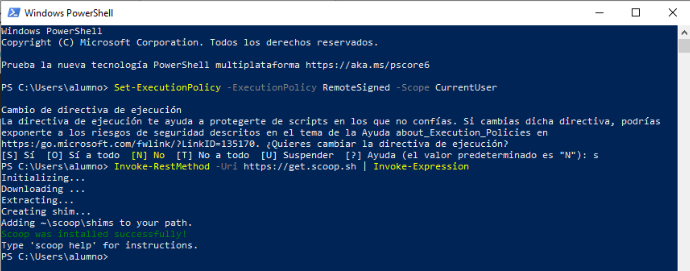 Windows PowerShell
Windows PowerShell
Copyright (C) Microsoft Corporation. Todos los derechos reservados.
Prueba la nueva tecnología PowerShell multiplataforma https://aka.ms/pscore6
PS C:\Users\alumno> Set-ExecutionPolicy -ExecutionPolicy RemoteSigned -Scope CurrentUser
Cambio de directiva de ejecución
La directiva de ejecución te ayuda a protegerte de scripts en los que no confías. Si cambias dicha directiva, podrías
exponerte a los riesgos de seguridad descritos en el tema de la Ayuda about_Execution_Policies en
https:/go.microsoft.com/fwlink/?LinkID=135170. ¿Quieres cambiar la directiva de ejecución?
[S] Sí  [O] Sí a todo  [N] No  [T] No a todo  [U] Suspender  [?] Ayuda (el valor predeterminado es "N"): s
PS C:\Users\alumno> Invoke-RestMethod -Uri https://get.scoop.sh | Invoke-Expression
Initializing...
Downloading ...
Extracting...
Creating shim...
Adding ~\scoop\shims to your path.
Scoop was installed successfully!
Type 'scoop help' for instructions.
PS C:\Users\alumno>